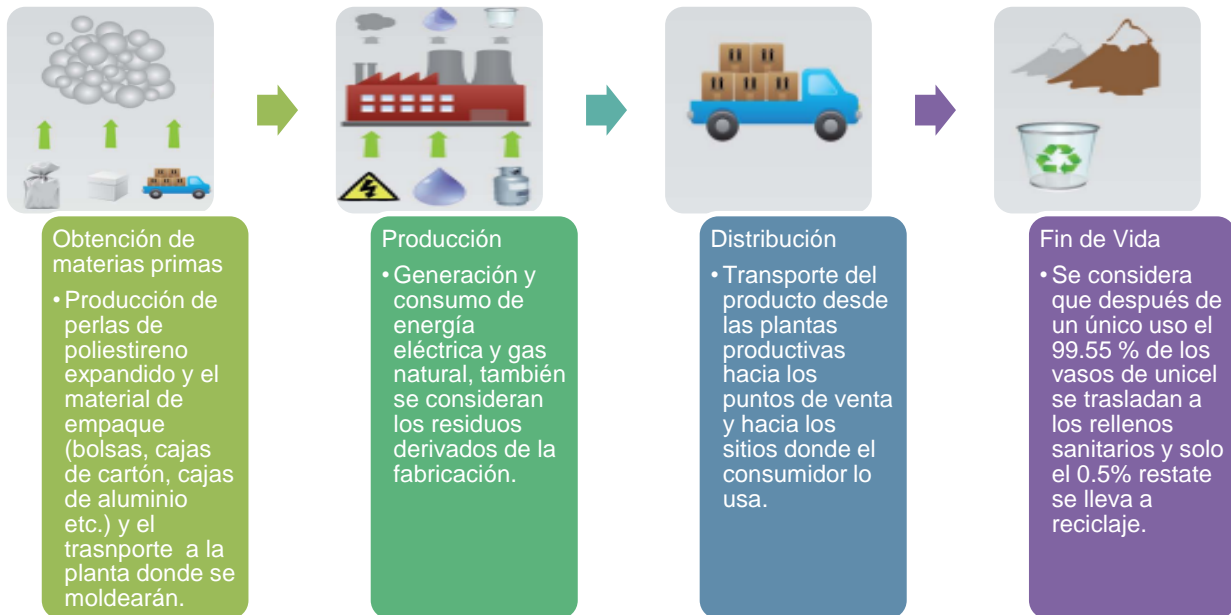 Obtención de
materias primas
• Producción de
perlas de
poliestireno
expandido y el
material de
empaque
(bolsas, cajas
de cartón, cajas
de aluminio
etc.) y el
trasnporte a la
planta donde se
moldearán.
Producción
• Generación y
consumo de
energía
eléctrica y gas
natural, también
se consideran
los residuos
derivados de la
fabricación.
Distribución
• Transporte del
producto desde
las plantas
productivas
hacia los
puntos de venta
y hacia los
sitios donde el
consumidor lo
usa.
Fin de Vida
• Se considera
que después de
un único uso el
99.55 % de los
vasos de unicel
se trasladan a
los rellenos
sanitarios y solo
el 0.5% restate
se lleva a
reciclaje.